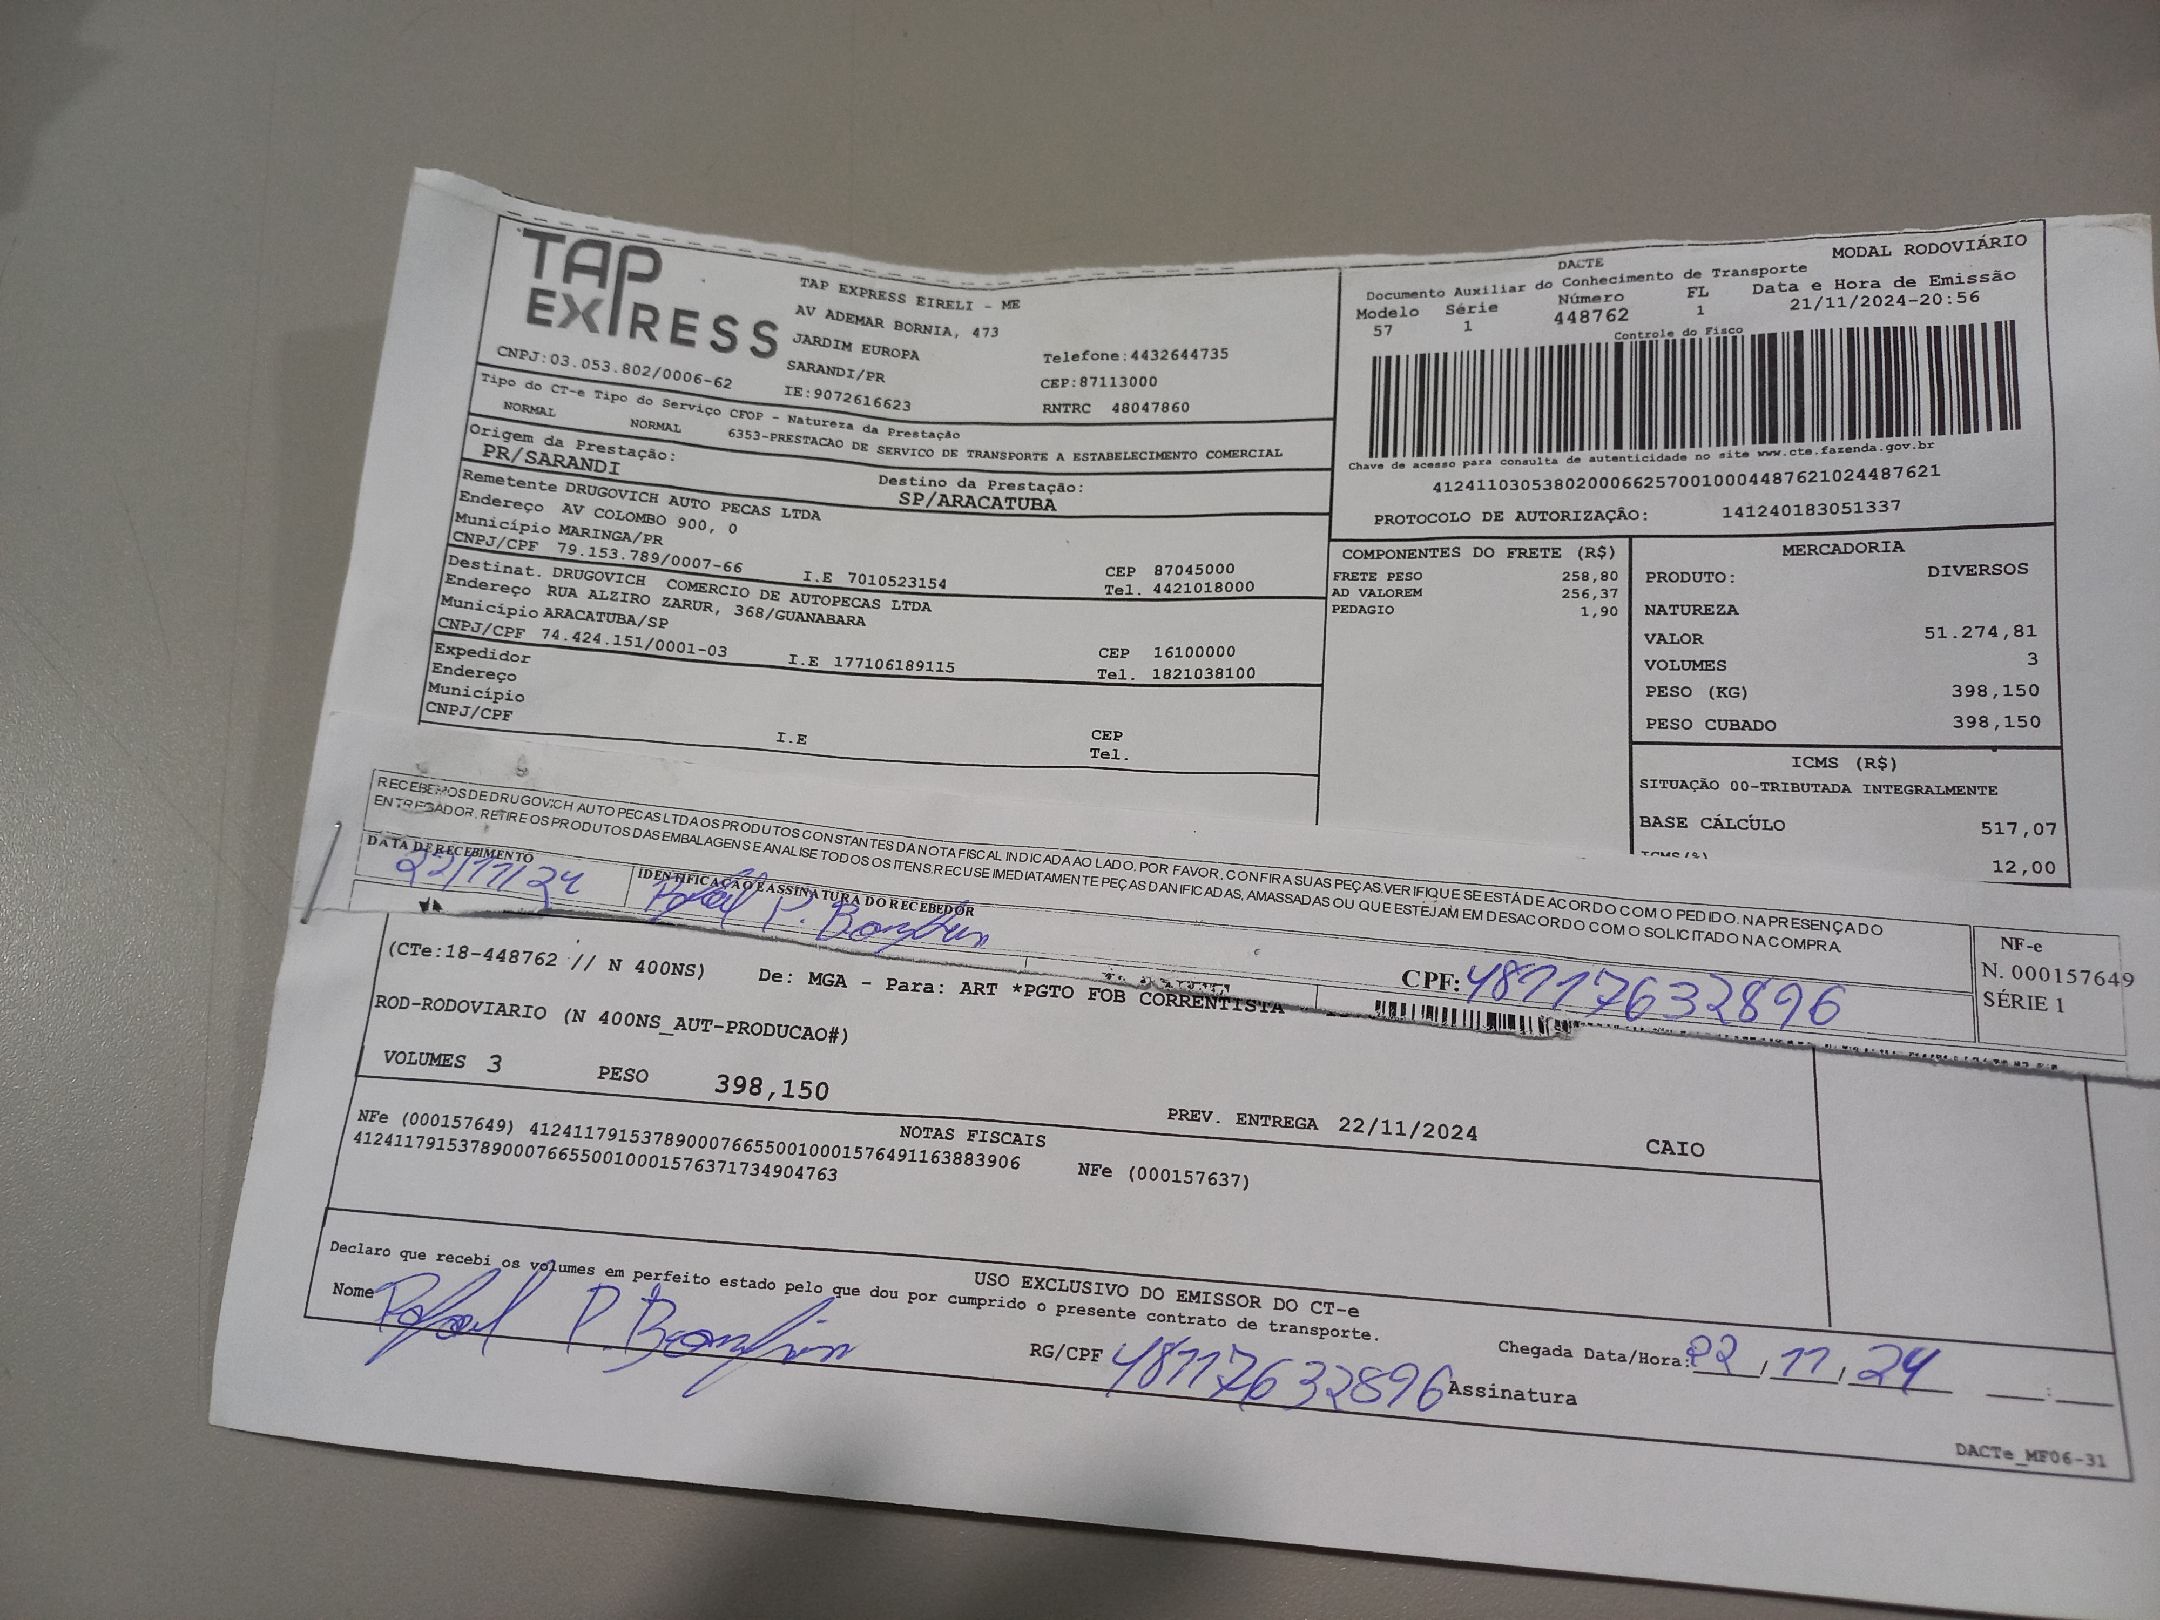 TAP
EXPRESS
TAP EXPRESS EIRELI - ME
AV ADEMAR BORNIA, 473
JARDIM EUROPA
SARANDI/PR
IE:9072616623
Telefone:4432644735
CEP:87113000
RNTRC 48047860
CNPJ:03.053.802/0006-62
Tipo do CT-e Tipo do Serviço CFOP - Natureza da Prestação
NORMAL NORMAL 6353-PRESTACAO DE SERVICO DE TRANSPORTE A ESTABELECIMENTO COMERCIAL
Origem da Prestação:
PR/SARANDI
Destino da Prestação:
SP/ARACATUBA
Remetente DRUGOVICH AUTO PECAS LTDA
Endereço AV COLOMBO 900, 0
Município MARINGA/PR
CNPJ/CPF 79.153.789/0007-66 I.E 7010523154
CEP 87045000
Tel. 4421018000
Destinat. DRUGOVICH COMERCIO DE AUTOPECAS LTDA
Endereço RUA ALZIRO ZARUR, 368/GUANABARA
Município ARACATUBA/SP
CNPJ/CPF 74.424.151/0001-03 I.E 177106189115
CEP 16100000
Tel. 1821038100
Expedidor
Endereço
Município
CNPJ/CPF
I.E
CEP
Tel.
DACTE
MODAL RODOVIÁRIO
Documento Auxiliar do Conhecimento de Transporte
Modelo Série Número FL Data e Hora de Emissão
57 1 448762 1 21/11/2024-20:56
Controle do Fisco
Chave de acesso para consulta de autenticidade no site www.cte.fazenda.gov.br
41241103053802000662570010004487621024487621
PROTOCOLO DE AUTORIZAÇÃO: 141240183051337
COMPONENTES DO FRETE (R$)
FRETE PESO 258,80
AD VALOREM 256,37
PEDAGIO 1,90
MERCADORIA
PRODUTO: DIVERSOS
NATUREZA
VALOR 51.274,81
VOLUMES 3
PESO (KG) 398,150
PESO CUBADO 398,150
ICMS (R$)
SITUAÇÃO 00-TRIBUTADA INTEGRALMENTE
BASE CÁLCULO 517,07
ICMS(%) 12,00
RECEBEMOS DE DRUGOVICH AUTO PECAS LTDA OS PRODUTOS CONSTANTES DA NOTA FISCAL INDICADA AO LADO. POR FAVOR, CONFIRA SUAS PEÇAS.VERIFIQUE SE ESTÁ DE ACORDO COM O PEDIDO. NA PRESENÇA DO
ENTREGADOR, RETIRE OS PRODUTOS DAS EMBALAGENS E ANALISE TODOS OS ITENS.RECUSE IMEDIATAMENTE PEÇAS DANIFICADAS, AMASSADAS OU QUE ESTEJAM EM DESACORDO COM O SOLICITADO NA COMPRA
DATA DE RECEBIMENTO
22/11/24
IDENTIFICAÇÃO E ASSINATURA DO RECEBEDOR
Rafael P. Bonfim
CPF: 48117632896
NF-e
N. 000157649
SÉRIE 1
(CTe:18-448762 // N 400NS) De: MGA - Para: ART *PGTO FOB CORRENTISTA
ROD-RODOVIARIO (N 400NS_AUT-PRODUCAO#)
VOLUMES 3 PESO 398,150
PREV. ENTREGA 22/11/2024 CAIO
NOTAS FISCAIS
NFe (000157649) 41241179153789000766550010001576491163883906 NFe (000157637)
41241179153789000766550010001576371734904763
USO EXCLUSIVO DO EMISSOR DO CT-e
Declaro que recebi os volumes em perfeito estado pelo que dou por cumprido o presente contrato de transporte.
Nome Rafael P. Bonfim RG/CPF 48117632896 Assinatura
Chegada Data/Hora: 22/11/24 __:__
DACTe_MF06-31